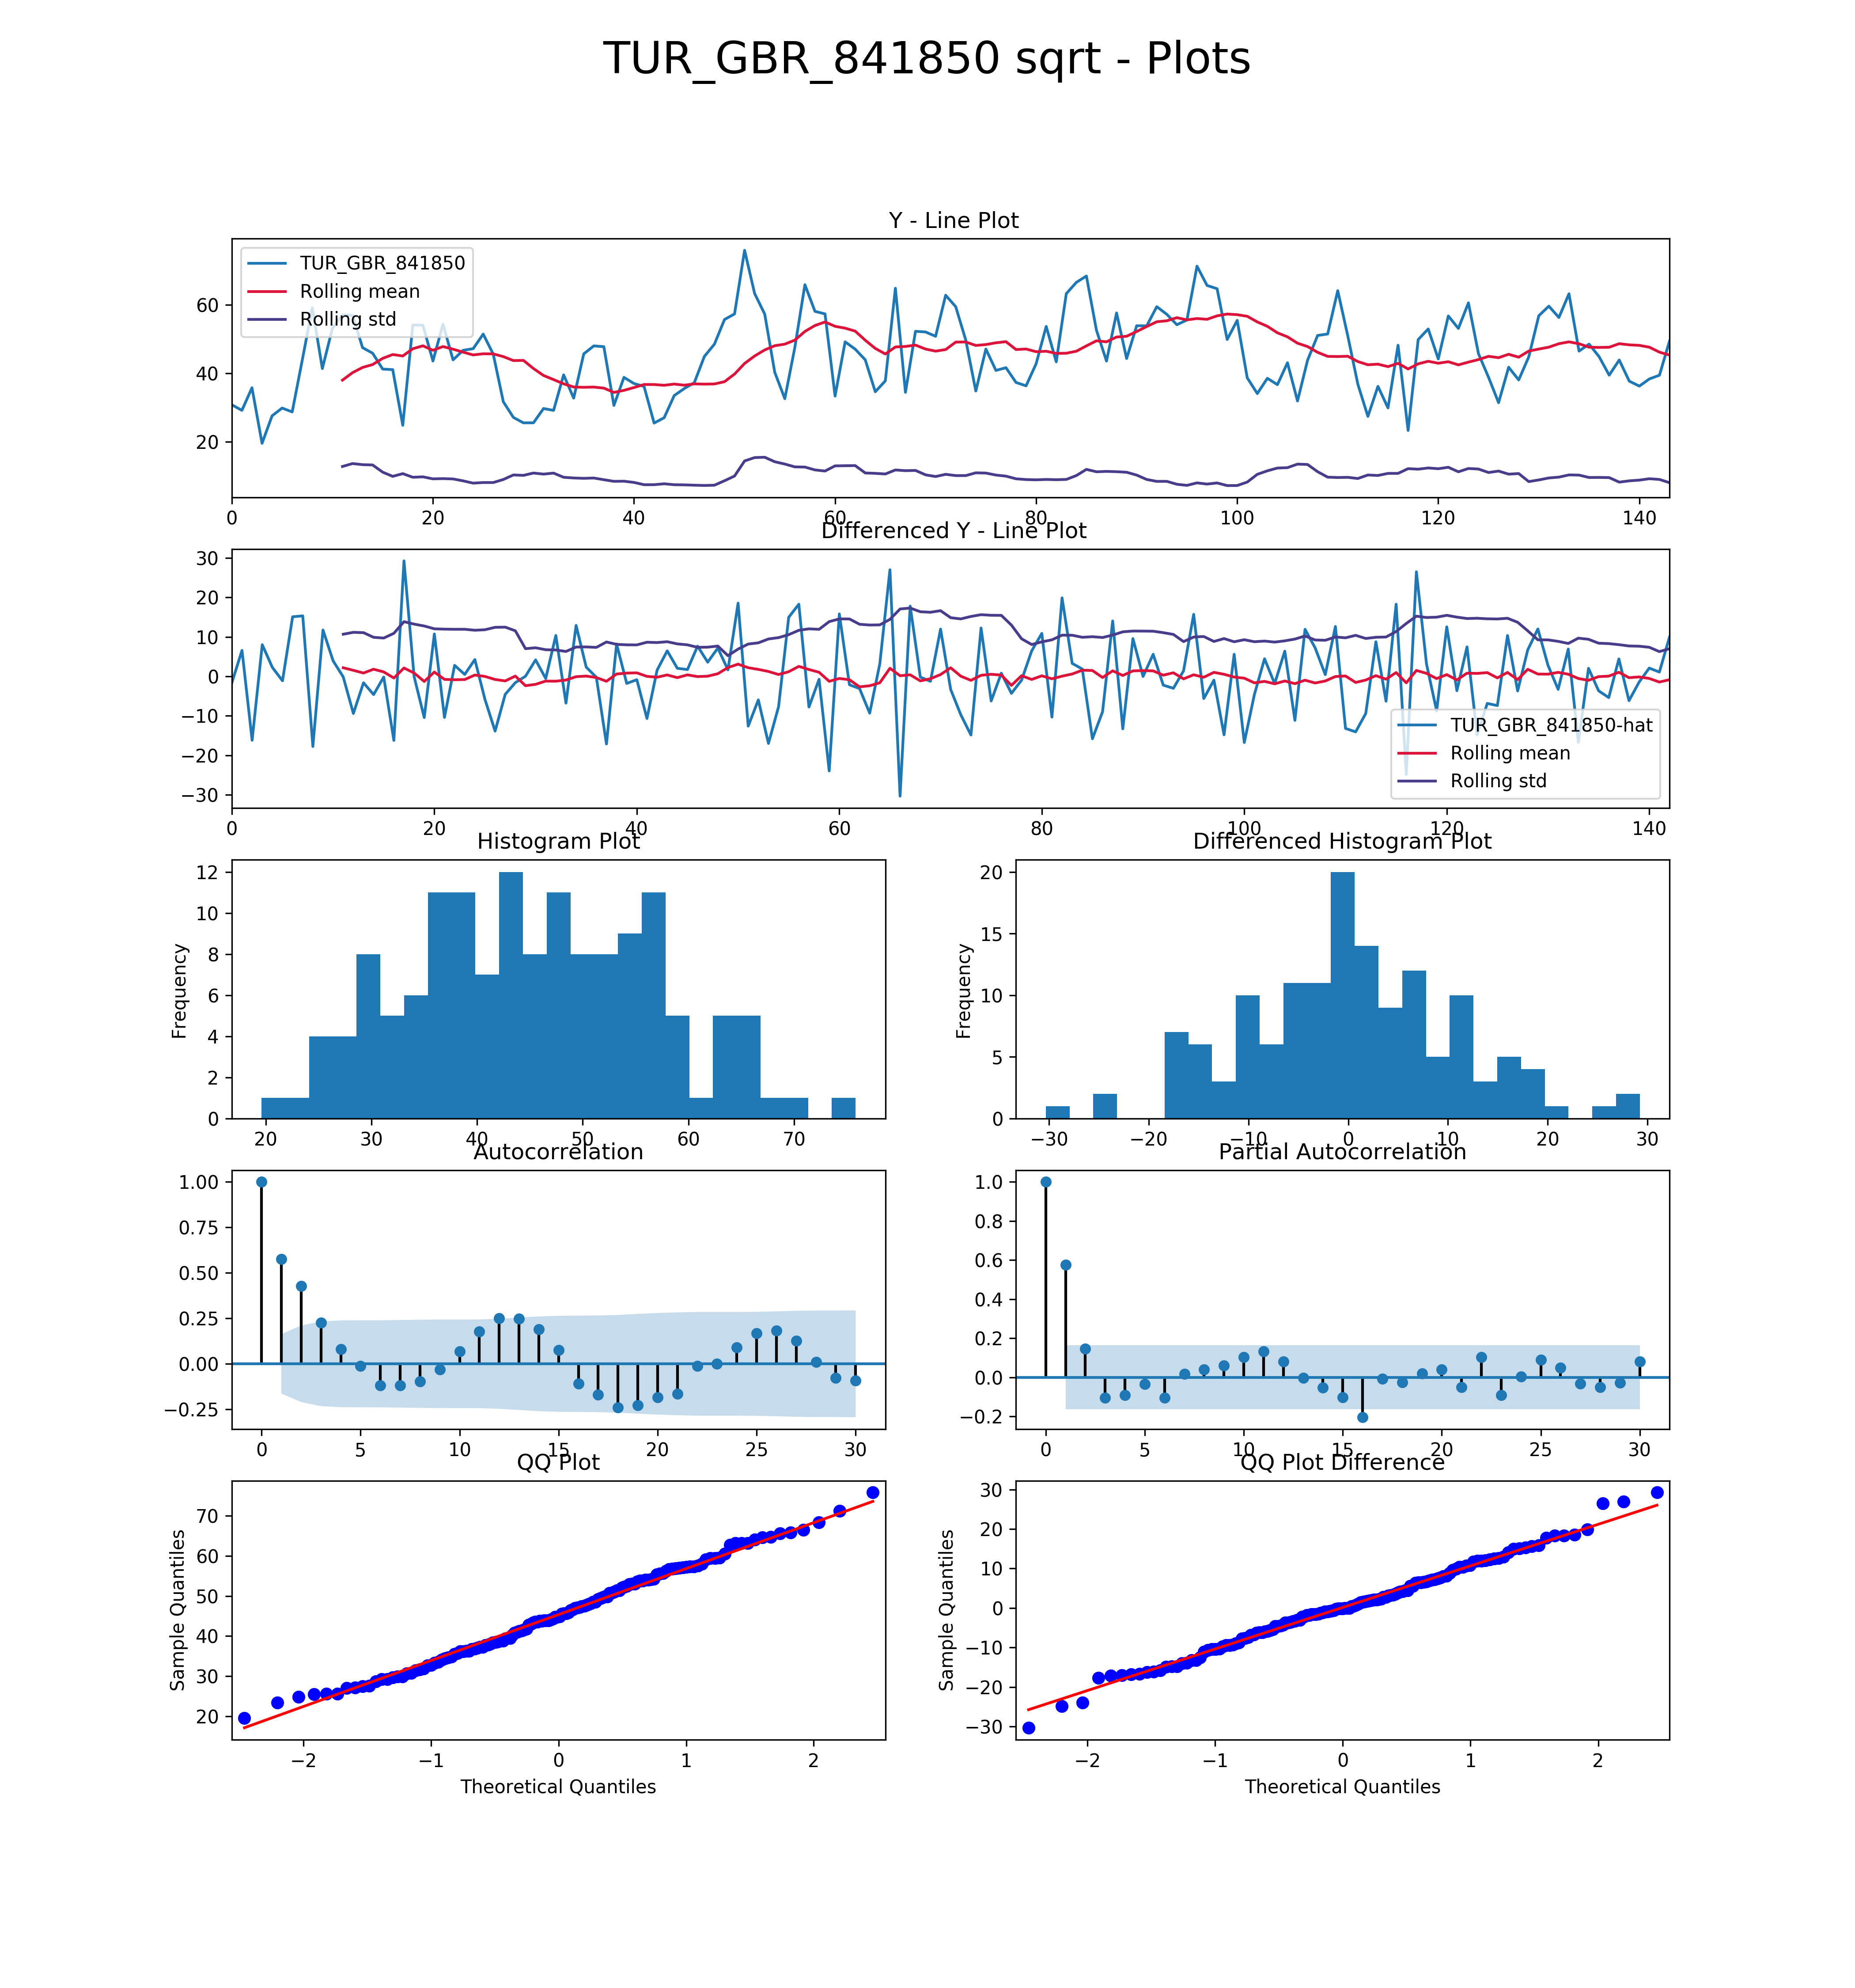 TUR_GBR_841850 sqrt - Plots
Y - Line Plot
TUR_GBR_841850
Rolling mean
Rolling std
60
40
20
0 20 40 60 80 100 120 140
Differenced Y - Line Plot
30
20
10
0
−10
−20
−30
TUR_GBR_841850-hat
Rolling mean
Rolling std
0 20 40 60 80 100 120 140
Histogram Plot
Frequency
12
10
8
6
4
2
0
20 30 40 50 60 70
Differenced Histogram Plot
Frequency
20
15
10
5
0
−30 −20 −10 0 10 20 30
Autocorrelation
1.00
0.75
0.50
0.25
0.00
−0.25
0 5 10 15 20 25 30
Partial Autocorrelation
1.0
0.8
0.6
0.4
0.2
0.0
−0.2
0 5 10 15 20 25 30
QQ Plot
Sample Quantiles
70
60
50
40
30
20
−2 −1 0 1 2
Theoretical Quantiles
QQ Plot Difference
Sample Quantiles
30
20
10
0
−10
−20
−30
−2 −1 0 1 2
Theoretical Quantiles